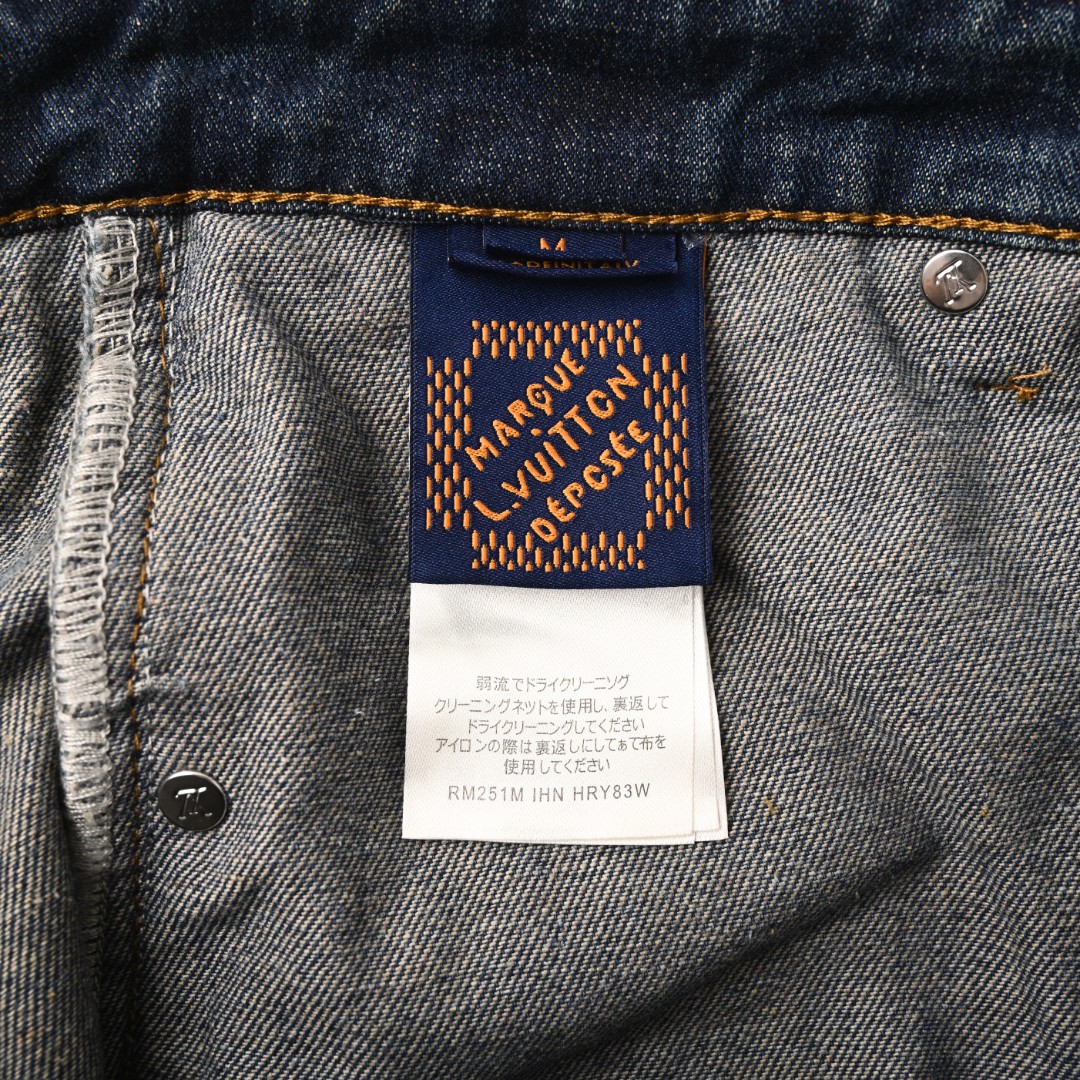 M
MARQUE
L.VUITTON
DÉPOSÉE
弱流でドライクリーニソグ
クリーニングネットを使用し、裏返して
ドライクリーニングしてください
アイロンの際は裏返しにしてぁて布を
使用してください
RM251M IHN HRY83W